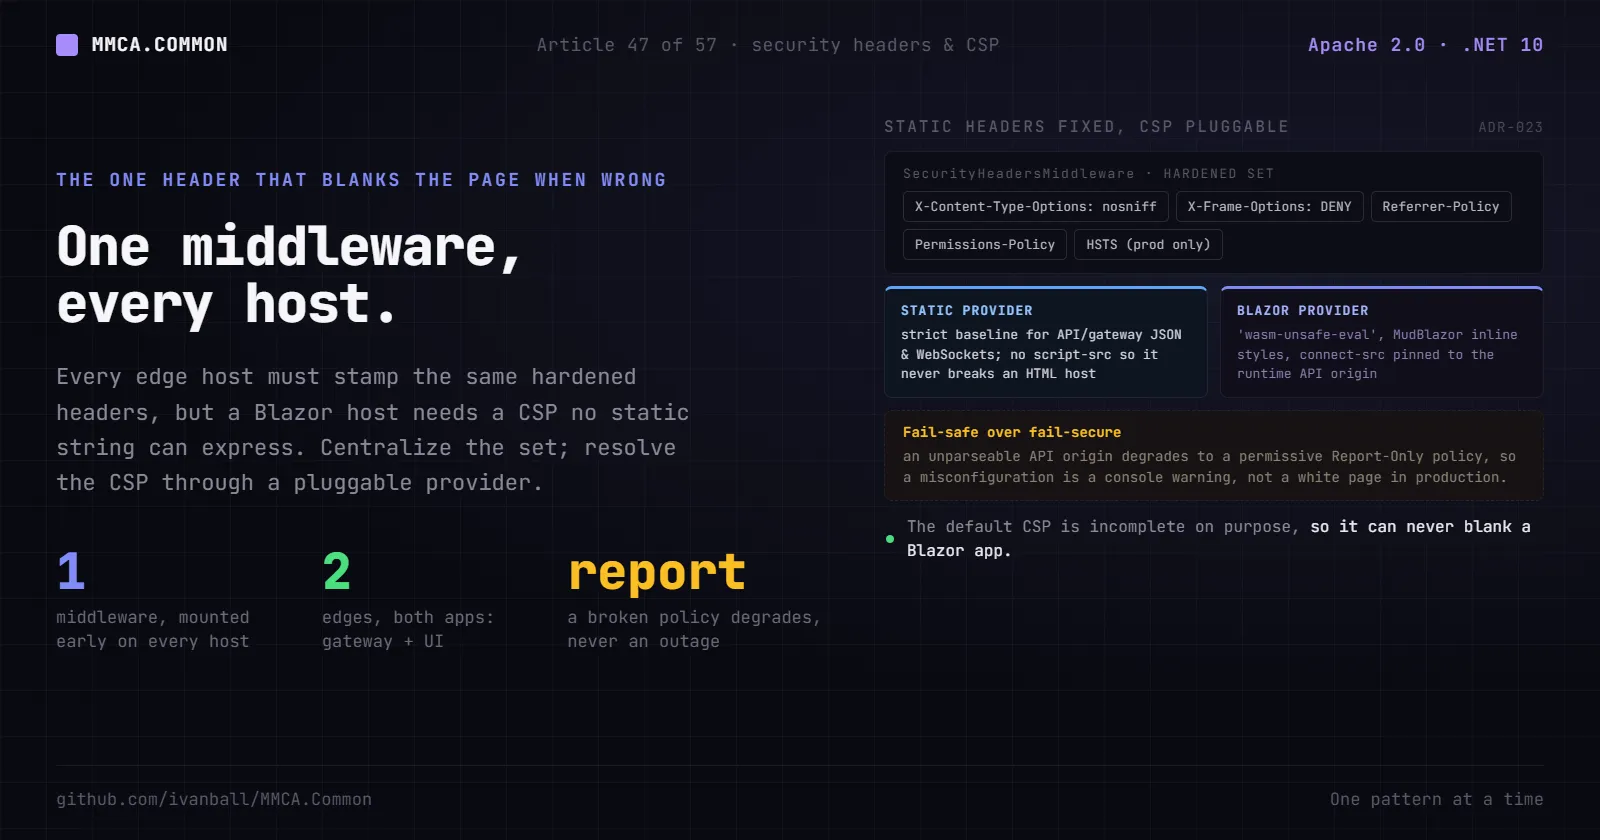 MMCA.COMMON
Article 47 of 57 · security headers & CSP
Apache 2.0 · .NET 10
THE ONE HEADER THAT BLANKS THE PAGE WHEN WRONG
One middleware,
every host.
Every edge host must stamp the same hardened
headers, but a Blazor host needs a CSP no static
string can express. Centralize the set; resolve
the CSP through a pluggable provider.
1
middleware, mounted
early on every host
2
edges, both apps:
gateway + UI
report
a broken policy degrades,
never an outage
STATIC HEADERS FIXED, CSP PLUGGABLE
ADR-023
SecurityHeadersMiddleware · HARDENED SET
X-Content-Type-Options: nosniff
X-Frame-Options: DENY
Referrer-Policy
Permissions-Policy
HSTS (prod only)
STATIC PROVIDER
strict baseline for API/gateway JSON
& WebSockets; no script-src so it
never breaks an HTML host
BLAZOR PROVIDER
'wasm-unsafe-eval', MudBlazor inline
styles, connect-src pinned to the
runtime API origin
Fail-safe over fail-secure
an unparseable API origin degrades to a permissive Report-Only policy, so
a misconfiguration is a console warning, not a white page in production.
The default CSP is incomplete on purpose, so it can never blank a
Blazor app.
github.com/ivanball/MMCA.Common
One pattern at a time